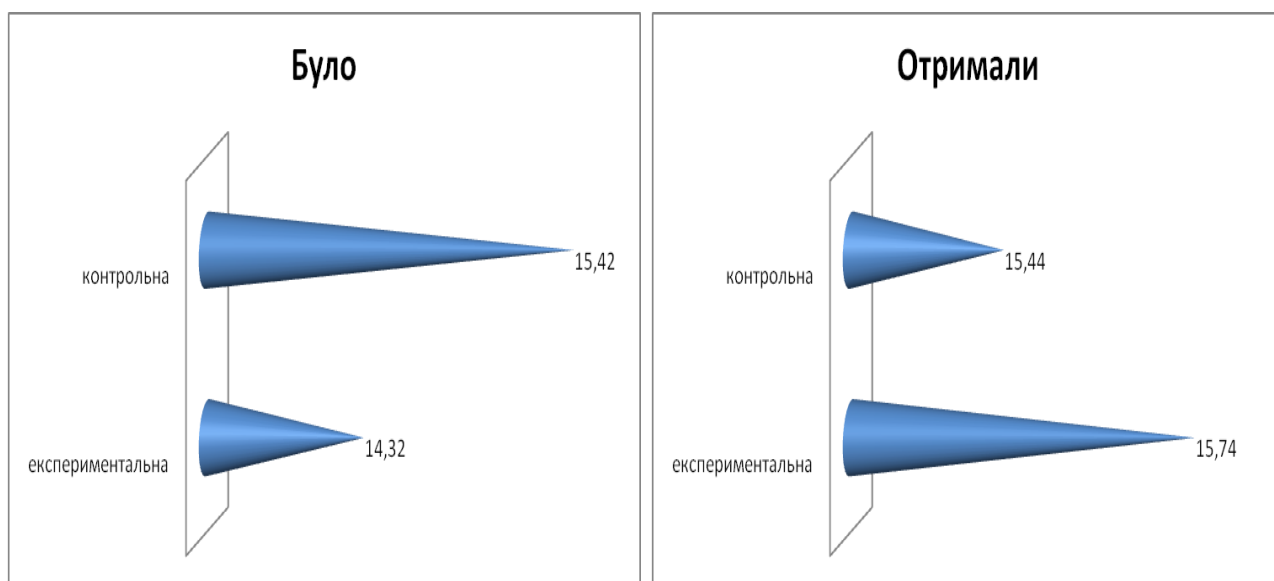 Було
контрольна
15,42
експериментальна
14,32
Отримали
контрольна
15,44
експериментальна
15,74